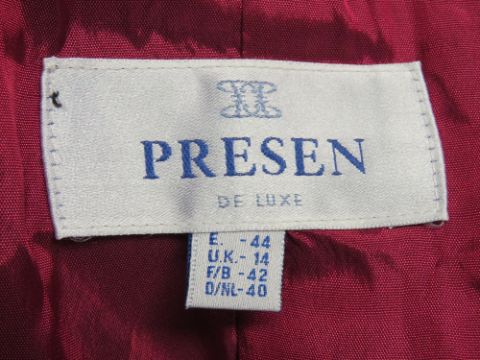 PRESEN
DE LUXE
E. -44
U.K.- 14
F/B - 42
D/NL-40